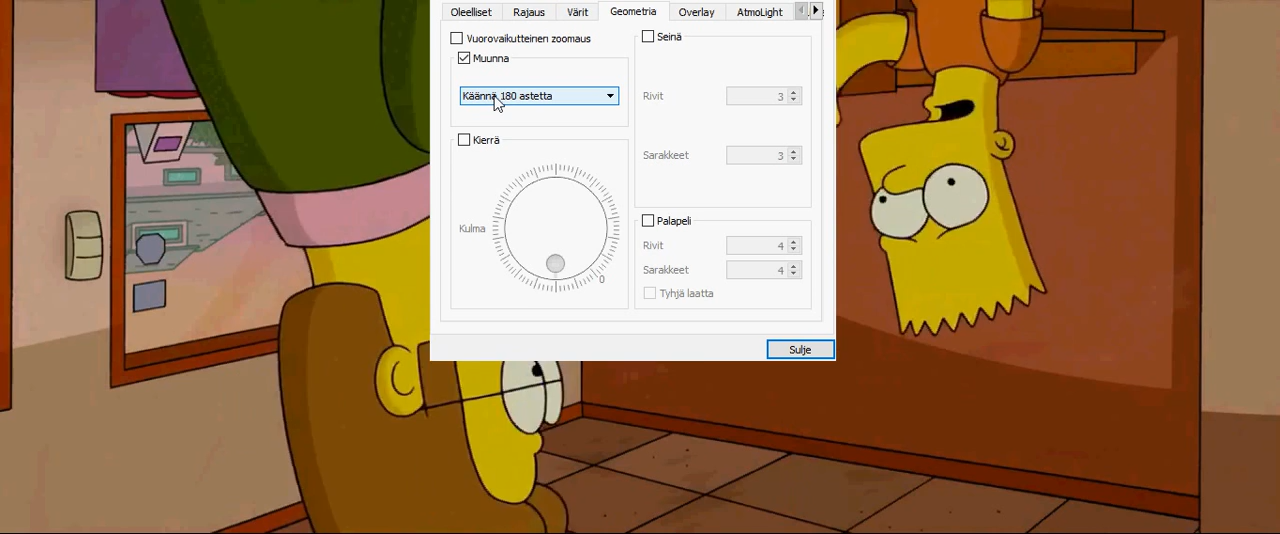 Oleelliset Rajaus Värit Geometria Overlay AtmoLight
Vuorovaikutteinen zoomaus
Muunna
Käännä 180 astetta
Kierrä
Kulma
0
Seinä
Rivit 3
Sarakkeet 3
Palapeli
Rivit 4
Sarakkeet 4
Tyhjä laatta
Sulje